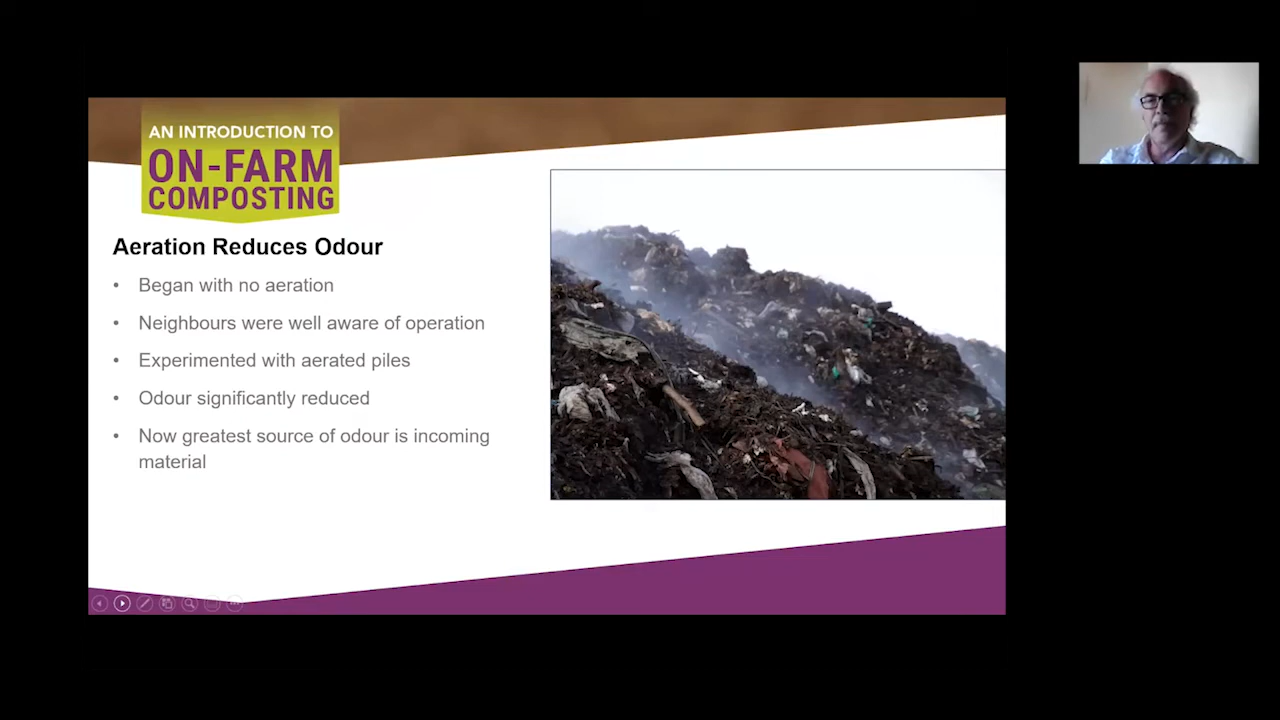 AN INTRODUCTION TO
ON-FARM
COMPOSTING
Aeration Reduces Odour
• Began with no aeration
• Neighbours were well aware of operation
• Experimented with aerated piles
• Odour significantly reduced
• Now greatest source of odour is incoming
material